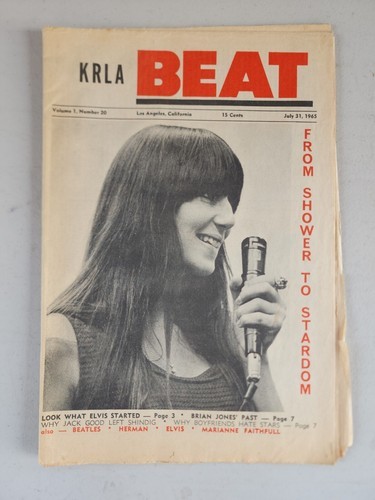 KRLA BEAT
Volume 1, Number 20 Los Angeles, California 15 Cents July 31, 1965
FROM SHOWER TO STARDOM
LOOK WHAT ELVIS STARTED — Page 3 * BRIAN JONES' PAST — Page 7
WHY JACK GOOD LEFT SHINDIG * WHY BOYFRIENDS HATE STARS — Page 7
also — BEATLES * HERMAN * ELVIS * MARIANNE FAITHFULL